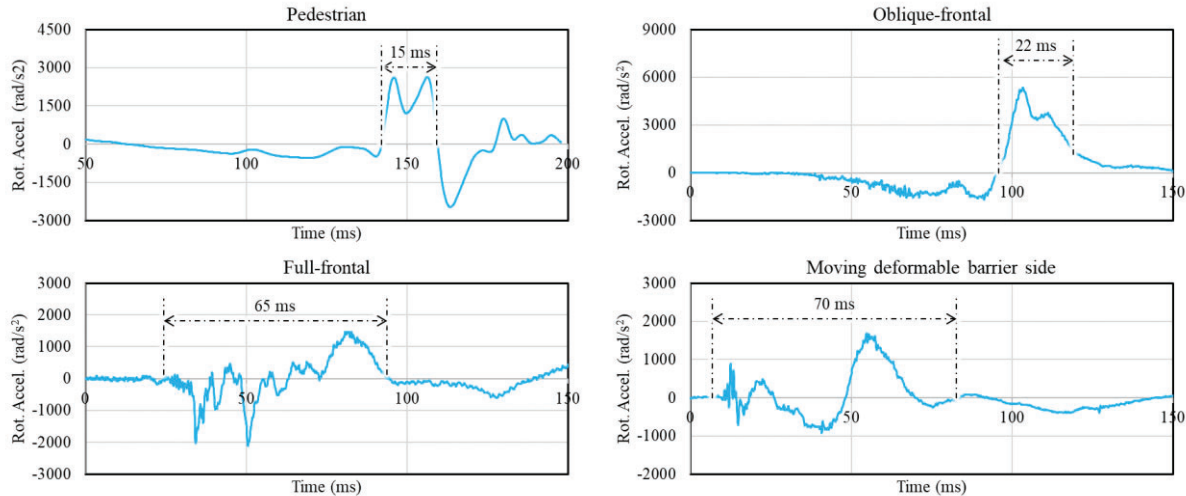 Pedestrian
4500
3000
1500
0
-1500
-3000
Rot. Accel. (rad/s2)
15 ms
50
100
150
200
Time (ms)
Oblique-frontal
9000
6000
3000
0
-3000
Rot. Accel. (rad/s²)
22 ms
0
50
100
150
Time (ms)
Full-frontal
3000
2000
1000
0
-1000
-2000
-3000
Rot. Accel. (rad/s²)
65 ms
0
50
100
150
Time (ms)
Moving deformable barrier side
3000
2000
1000
0
-1000
-2000
Rot. Accel. (rad/s²)
70 ms
0
50
100
150
Time (ms)